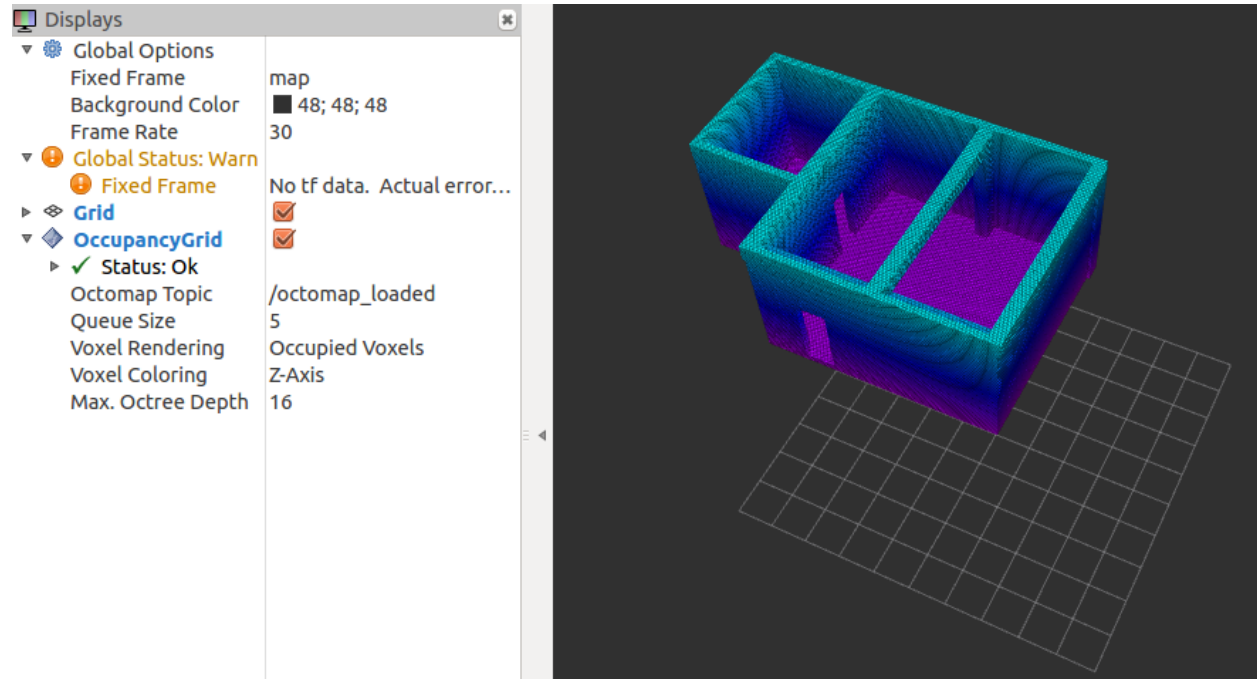 Displays
Global Options
Fixed Frame map
Background Color 48; 48; 48
Frame Rate 30
Global Status: Warn
Fixed Frame No tf data.  Actual error...
Grid
OccupancyGrid
Status: Ok
Octomap Topic /octomap_loaded
Queue Size 5
Voxel Rendering Occupied Voxels
Voxel Coloring Z-Axis
Max. Octree Depth 16